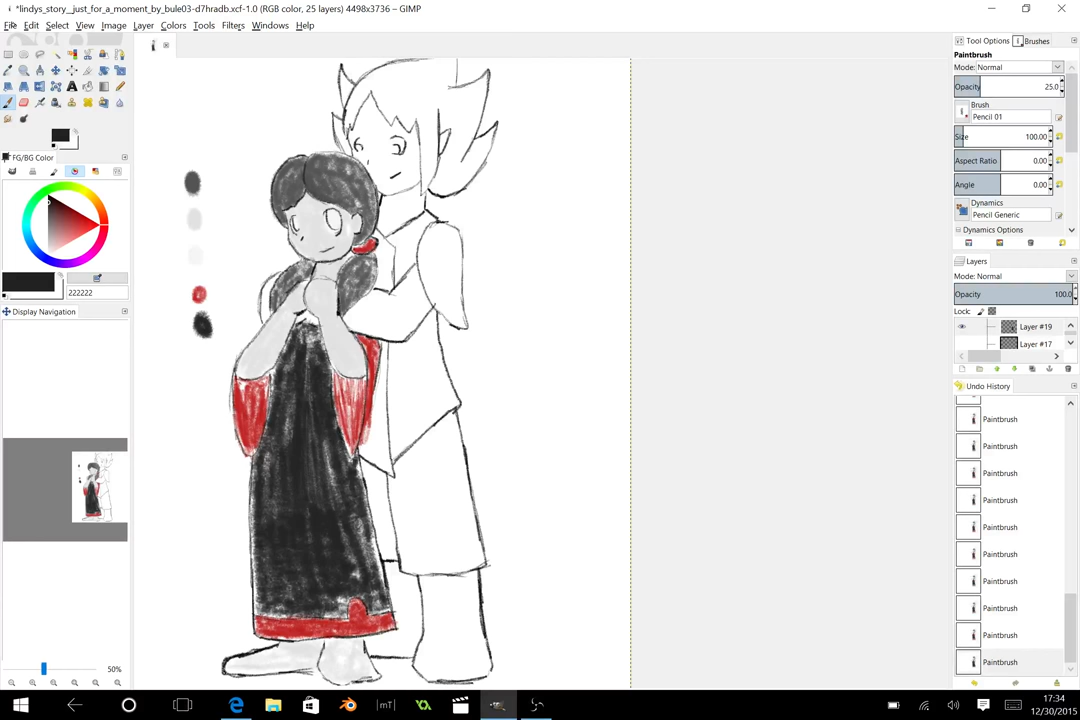 *lindys_story__just_for_a_moment_by_bule03-d7hradb.xcf-1.0 (RGB color, 25 layers) 4498x3736 – GIMP
File Edit Select View Image Layer Colors Tools Filters Windows Help
Tool Options Brushes
Paintbrush
Mode: Normal
Opacity 25.0
Brush
Pencil 01
Size 100.00
Aspect Ratio 0.00
Angle 0.00
Dynamics
Pencil Generic
Dynamics Options
FG/BG Color
222222
Display Navigation
50%
Layers
Mode: Normal
Opacity 100.0
Lock:
Layer #19
Layer #17
Undo History
Paintbrush
Paintbrush
Paintbrush
Paintbrush
Paintbrush
Paintbrush
Paintbrush
Paintbrush
Paintbrush
Paintbrush
mT
17:34
12/30/2015